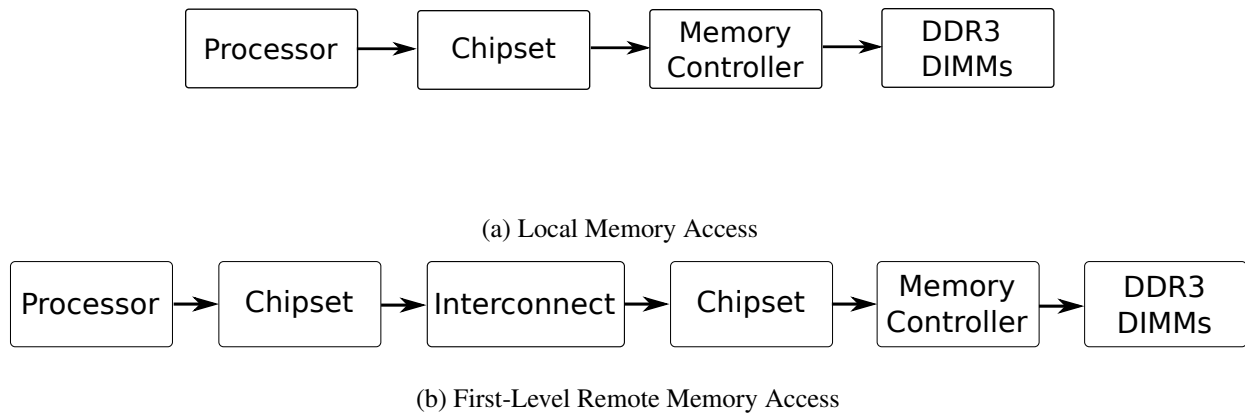 Processor
Chipset
Memory
Controller
DDR3
DIMMs
(a) Local Memory Access
Processor
Chipset
Interconnect
Chipset
Memory
Controller
DDR3
DIMMs
(b) First-Level Remote Memory Access